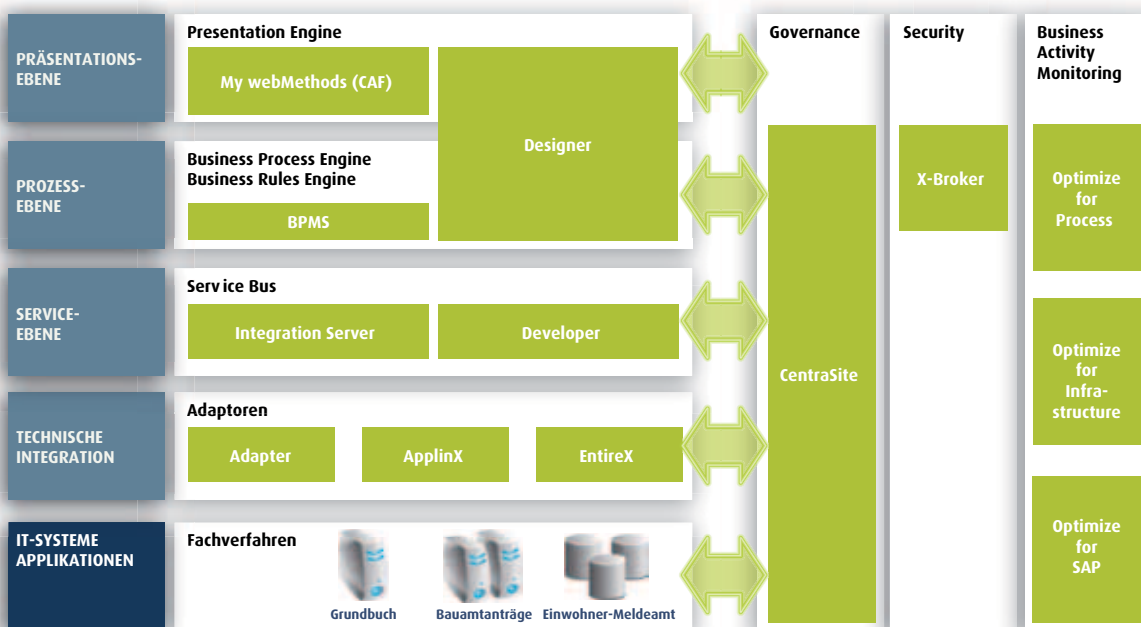 PRÄSENTATIONS-
EBENE
Presentation Engine
My webMethods (CAF)
Designer
PROZESS-
EBENE
Business Process Engine
Business Rules Engine
BPMS
SERVICE-
EBENE
Service Bus
Integration Server
Developer
TECHNISCHE
INTEGRATION
Adaptoren
Adapter
ApplinX
EntireX
IT-SYSTEME
APPLIKATIONEN
Fachverfahren
Grundbuch
Bauamtanträge
Einwohner-Meldeamt
Governance
CentraSite
Security
X-Broker
Business
Activity
Monitoring
Optimize
for
Process
Optimize
for
Infra-
structure
Optimize
for
SAP